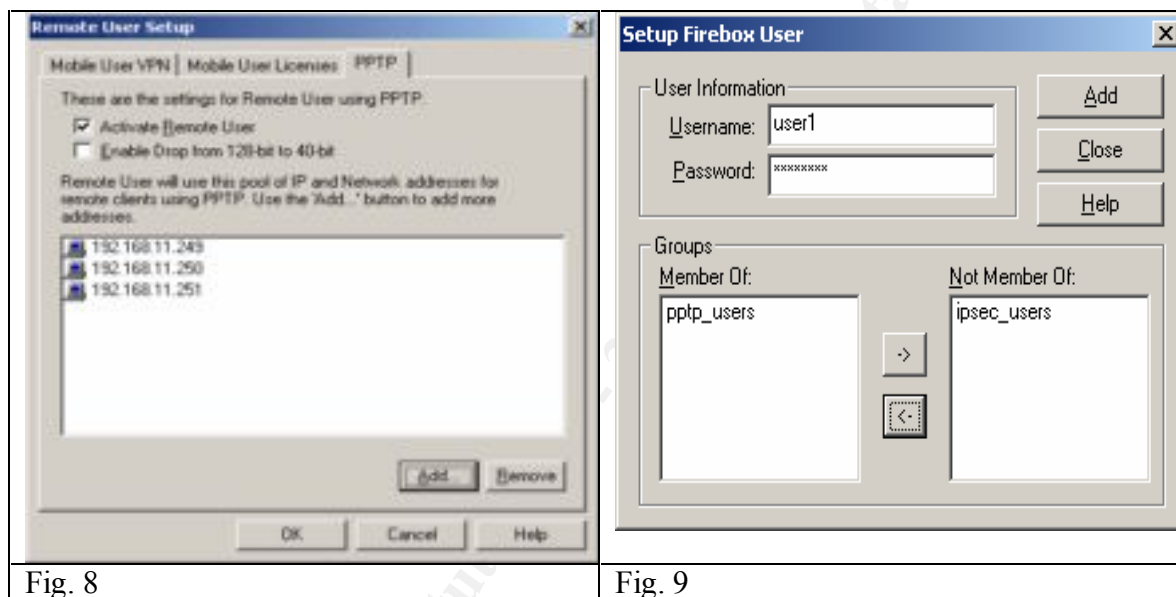 Remote User Setup
Mobile User VPN
Mobile User Licenses
PPTP
These are the settings for Remote User using PPTP.
Activate Remote User
Enable Drop from 128-bit to 40-bit
Remote User will use this pool of IP and Network addresses for
remote clients using PPTP. Use the 'Add...' button to add more
addresses.
192.168.11.249
192.168.11.250
192.168.11.251
Add...
Remove
OK
Cancel
Help
Fig. 8
Setup Firebox User
User Information
Username:
user1
Password:
xxxxxxxx
Add
Close
Help
Groups
Member Of:
Not Member Of:
pptp_users
ipsec_users
->
<-
Fig. 9